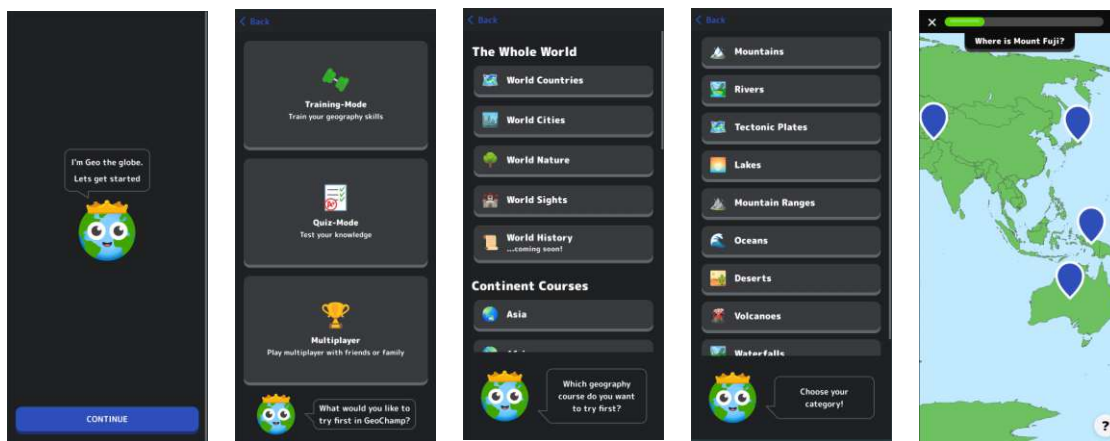 I'm Geo the globe.
Lets get started
CONTINUE
Back
Training-Mode
Train your geography skills
Quiz-Mode
Test your knowledge
Multiplayer
Play multiplayer with friends or family
What would you like to
try first in GeoChamp?
Back
The Whole World
World Countries
World Cities
World Nature
World Sights
World History
...coming soon!
Continent Courses
Asia
Which geography
course do you want
to try first?
Back
Mountains
Rivers
Tectonic Plates
Lakes
Mountain Ranges
Oceans
Deserts
Volcanoes
Waterfalls
Choose your
category!
Where is Mount Fuji?
?